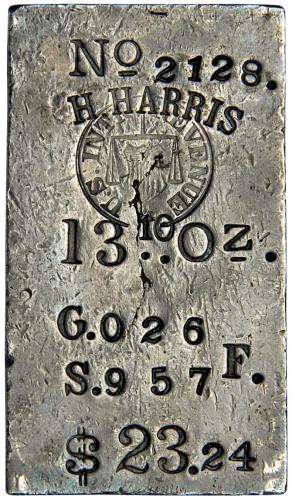 No 2128.
H. HARRIS
U.S. INT. REVENUE
13.10 Oz.
G. 026
S. 957 F.
$23.24